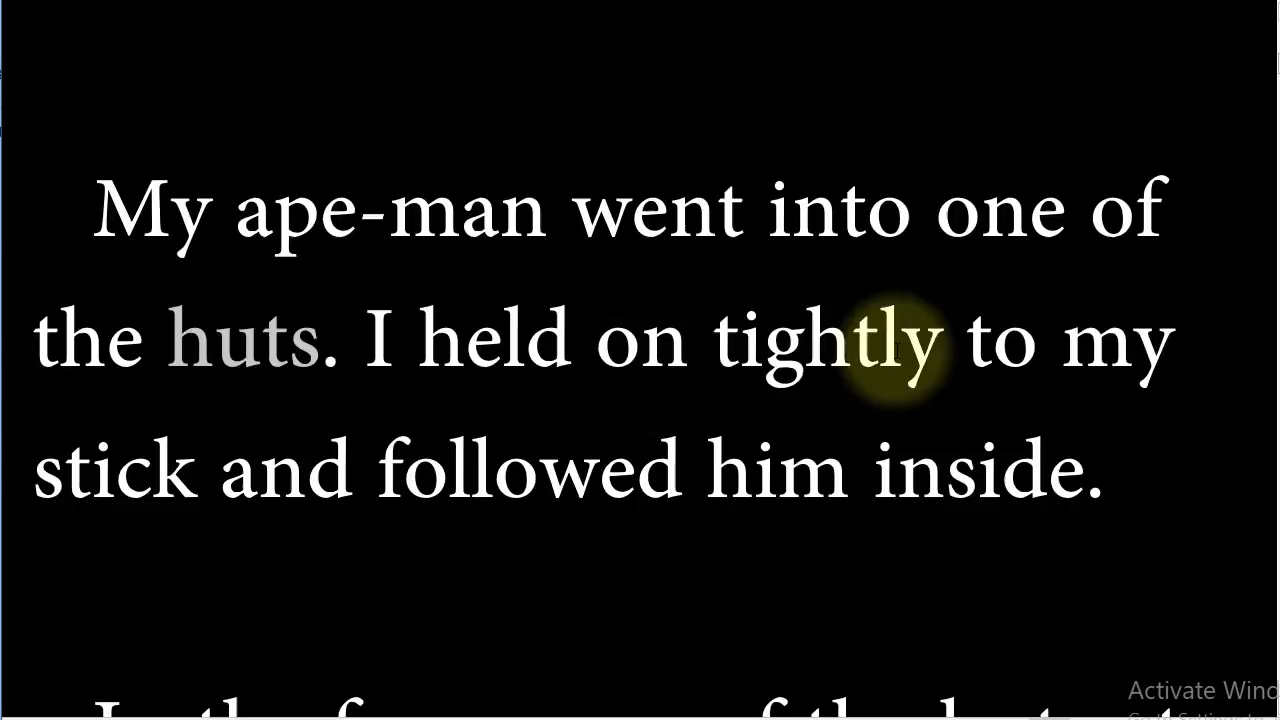 My ape-man went into one of
the huts. I held on tightly to my
stick and followed him inside.
Activate Wind